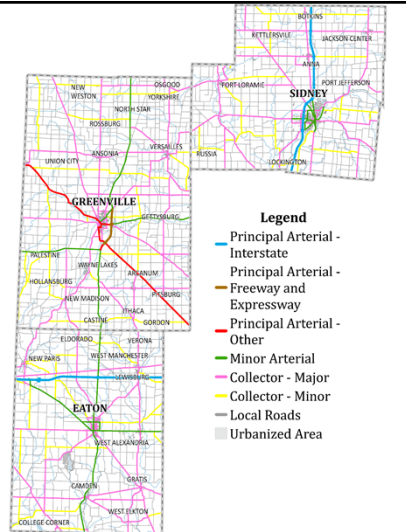 BOTKINS
KETTLERSVILLE
JACKSON CENTER
ANNA
FORT LORAMIE
PORT JEFFERSON
SIDNEY
RUSSIA
LOCKINGTON
NEW
WESTON
OSGOOD
YORKSHIRE
NORTH STAR
ROSSBURG
VERSAILLES
ANSONIA
UNION CITY
GREENVILLE
GETTYSBURG
PALESTINE
WAYNE LAKES
ARCANUM
HOLLANSBURG
NEW MADISON
PITSBURG
ITHACA
CASTINE
GORDON
ELDORADO
VERONA
NEW PARIS
WEST MANCHESTER
LEWISBURG
EATON
WEST ALEXANDRIA
CAMDEN
GRATIS
WEST ELKTON
COLLEGE CORNER
Legend
Principal Arterial -
Interstate
Principal Arterial -
Freeway and
Expressway
Principal Arterial -
Other
Minor Arterial
Collector - Major
Collector - Minor
Local Roads
Urbanized Area